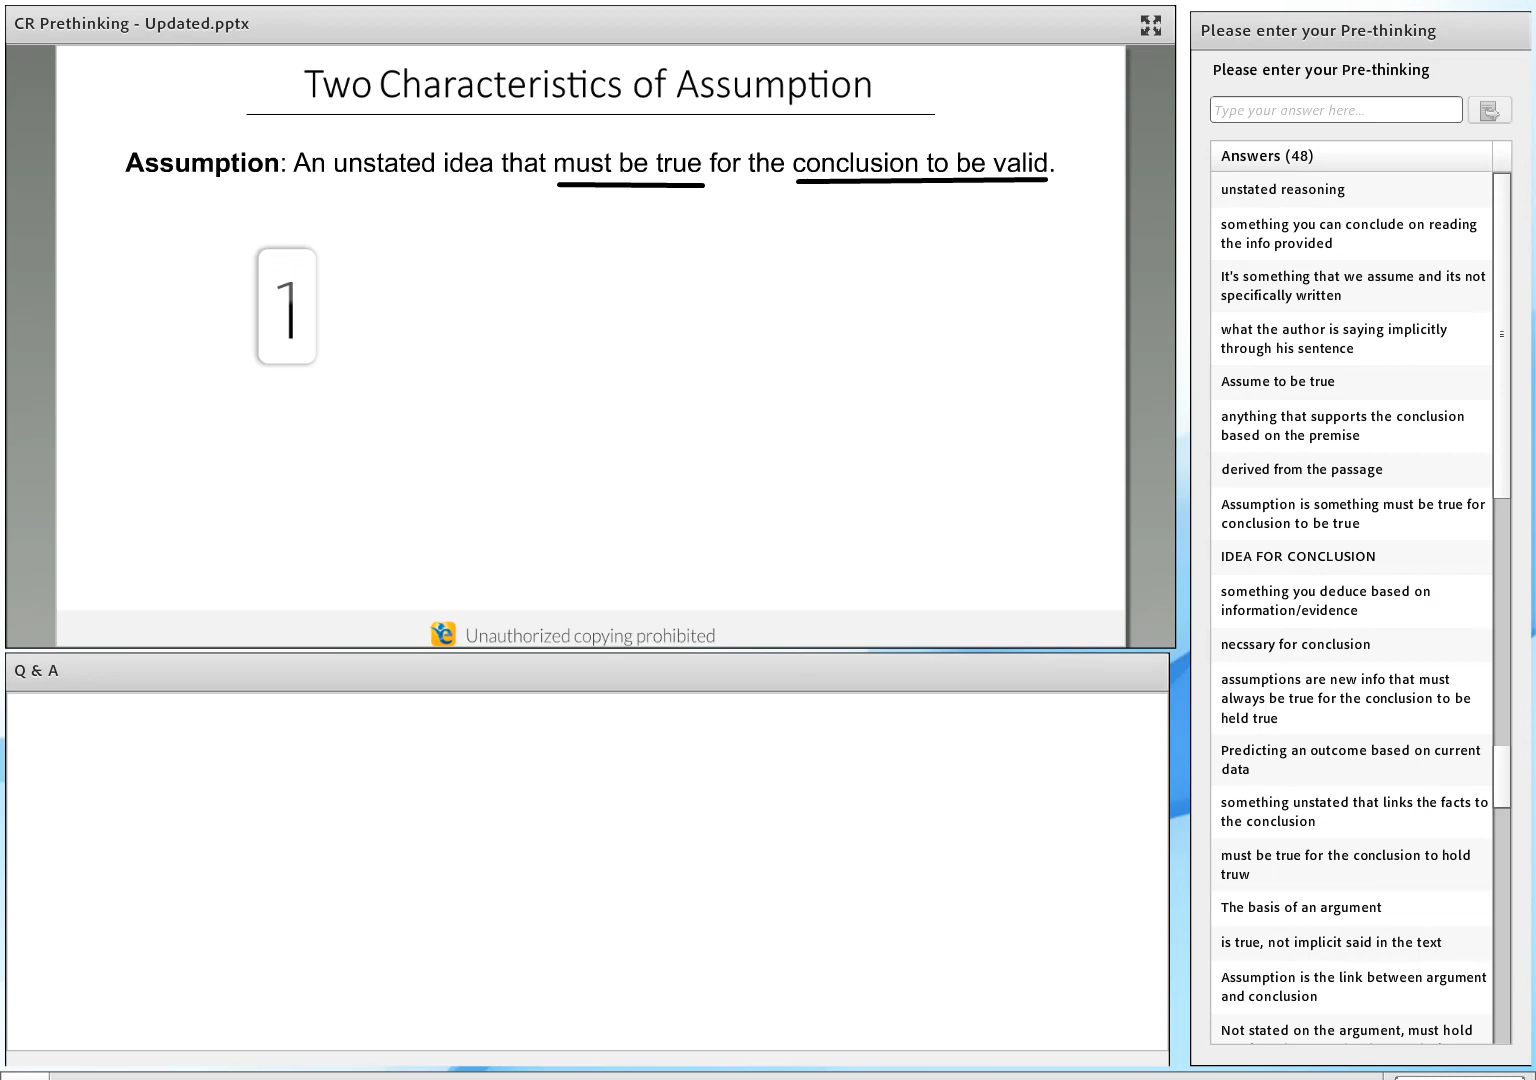 CR Prethinking - Updated.pptx
Two Characteristics of Assumption
Assumption: An unstated idea that must be true for the conclusion to be valid.
1
Unauthorized copying prohibited
Q & A
Please enter your Pre-thinking
Please enter your Pre-thinking
Type your answer here...
Answers (48)
unstated reasoning
something you can conclude on reading
the info provided
It's something that we assume and its not
specifically written
what the author is saying implicitly
through his sentence
Assume to be true
anything that supports the conclusion
based on the premise
derived from the passage
Assumption is something must be true for
conclusion to be true
IDEA FOR CONCLUSION
something you deduce based on
information/evidence
necssary for conclusion
assumptions are new info that must
always be true for the conclusion to be
held true
Predicting an outcome based on current
data
something unstated that links the facts to
the conclusion
must be true for the conclusion to hold
truw
The basis of an argument
is true, not implicit said in the text
Assumption is the link between argument
and conclusion
Not stated on the argument, must hold